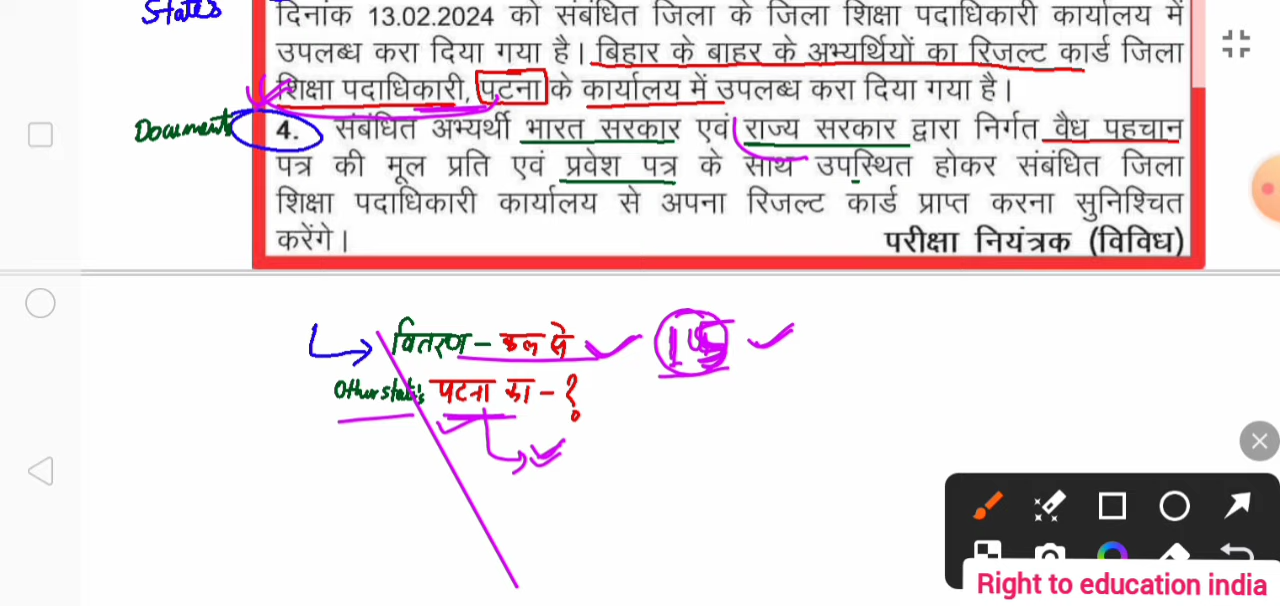 States
दिनांक 13.02.2024 को संबंधित जिला के जिला शिक्षा पदाधिकारी कार्यालय में
उपलब्ध करा दिया गया है। बिहार के बाहर के अभ्यर्थियों का रिजल्ट कार्ड जिला
शिक्षा पदाधिकारी, पटना के कार्यालय में उपलब्ध करा दिया गया है।
Documents
4. संबंधित अभ्यर्थी भारत सरकार एवं राज्य सरकार द्वारा निर्गत वैध पहचान
पत्र की मूल प्रति एवं प्रवेश पत्र के साथ उपस्थित होकर संबंधित जिला
शिक्षा पदाधिकारी कार्यालय से अपना रिजल्ट कार्ड प्राप्त करना सुनिश्चित
करेंगे।
परीक्षा नियंत्रक (विविध)
वितरण - कब से
Other state's पटना का - ?
Right to education india